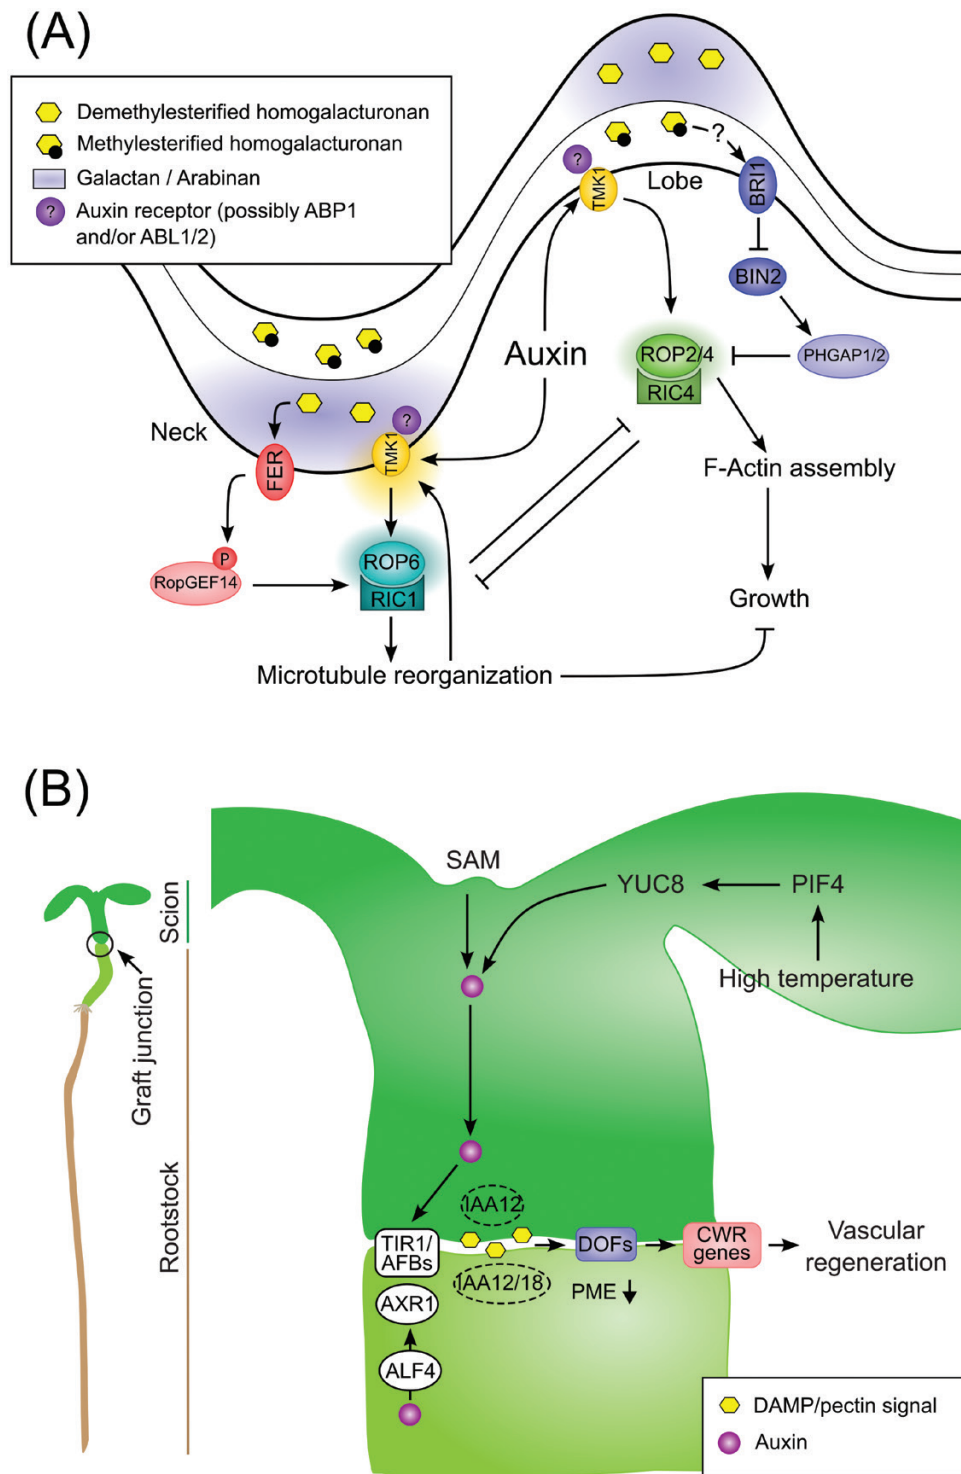 (A)
Demethylesterified homogalacturonan
Methylesterified homogalacturonan
Galactan / Arabinan
? Auxin receptor (possibly ABP1
and/or ABL1/2)
?
?
TMK1
Lobe
BRI1
BIN2
Auxin
ROP2/4
RIC4
PHGAP1/2
Neck
?
FER
TMK1
F-Actin assembly
P
RopGEF14
ROP6
RIC1
Growth
Microtubule reorganization
(B)
SAM
Scion
YUC8
PIF4
High temperature
Graft junction
Rootstock
IAA12
TIR1/
AFBs
DOFs
CWR
genes
Vascular
regeneration
IAA12/18
PME
AXR1
ALF4
DAMP/pectin signal
Auxin